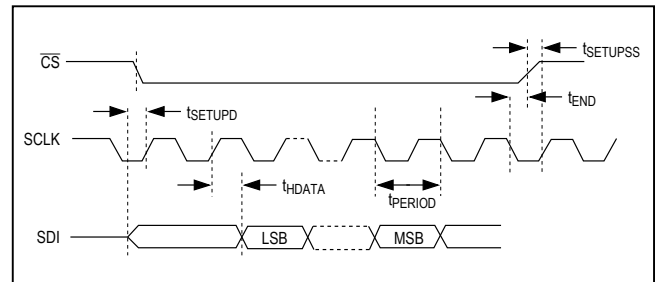 CS
tSETUPSS
tSETUPD
tEND
SCLK
tHDATA
tPERIOD
SDI
LSB
MSB